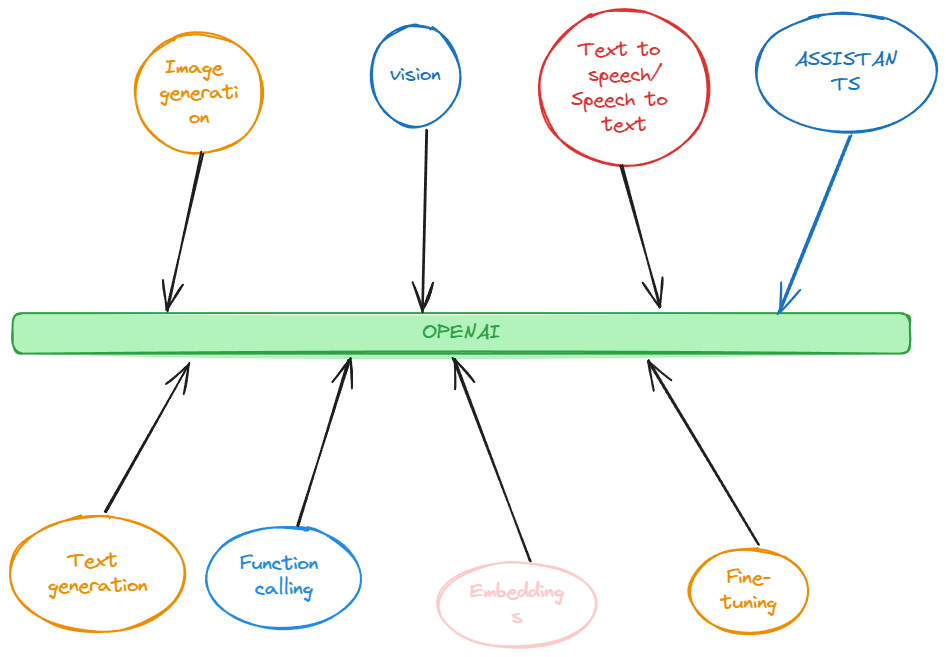 Image
generati
on
vision
Text to
speech/
Speech to
text
ASSISTAN
TS
OPENAI
Text
generation
Function
calling
Embedding
s
Fine-
tuning